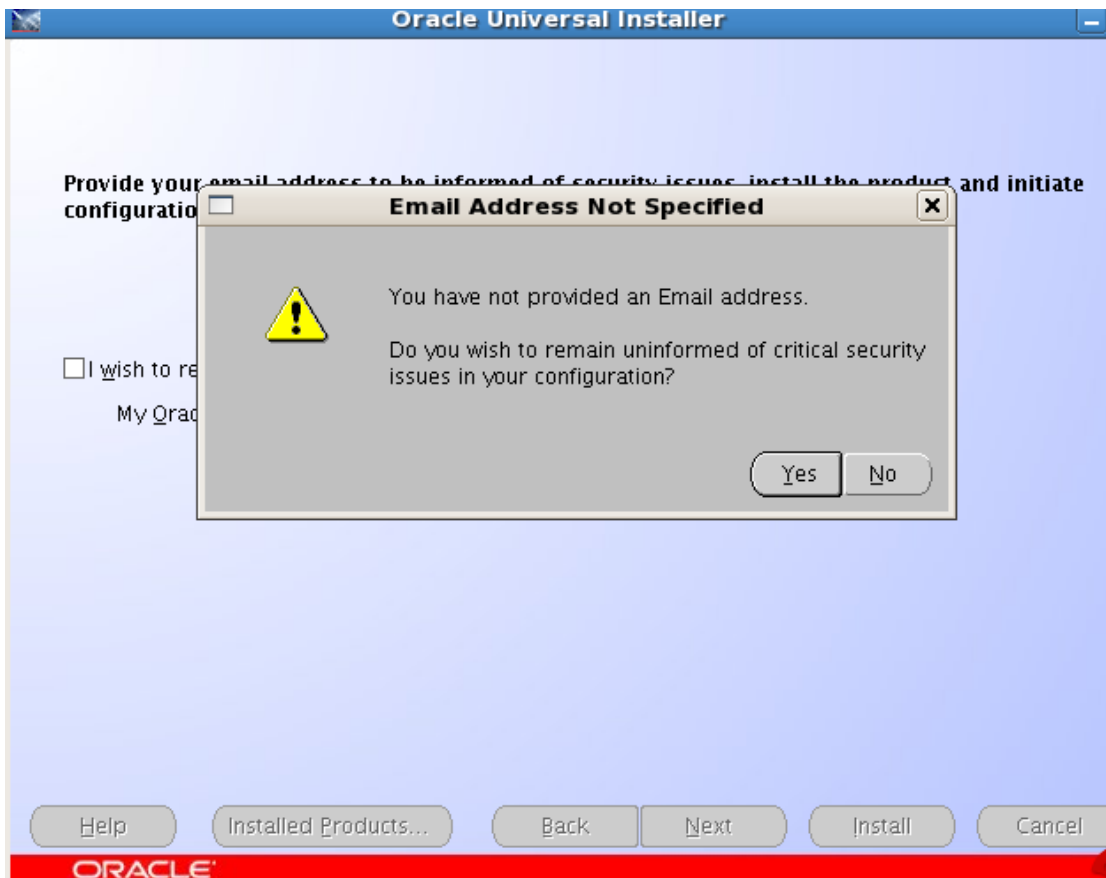 Oracle Universal Installer
Provide your email address to be informed of security issues, install the product and initiate
configuratio
Email Address Not Specified
You have not provided an Email address.
Do you wish to remain uninformed of critical security
issues in your configuration?
I wish to re
My Orac
Yes No
Help Installed Products... Back Next Install Cancel
ORACLE